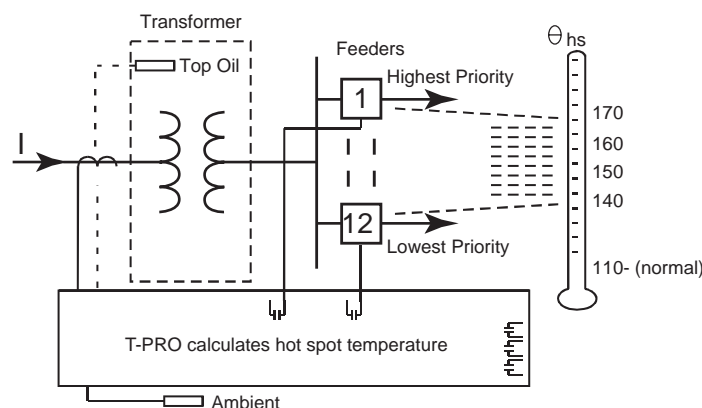 Transformer
Feeders
Θ hs
Top Oil
Highest Priority
1
170
I
160
150
140
12
Lowest Priority
110- (normal)
T-PRO calculates hot spot temperature
Ambient